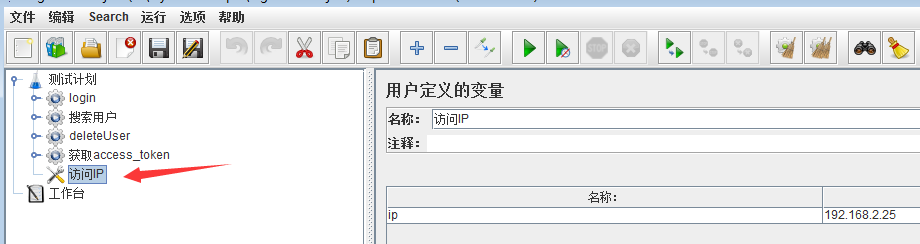 文件 编辑 Search 运行 选项 帮助
测试计划
login
搜索用户
deleteUser
获取access_token
访问IP
工作台
用户定义的变量
名称： 访问IP
注释：
名称:
ip 192.168.2.25